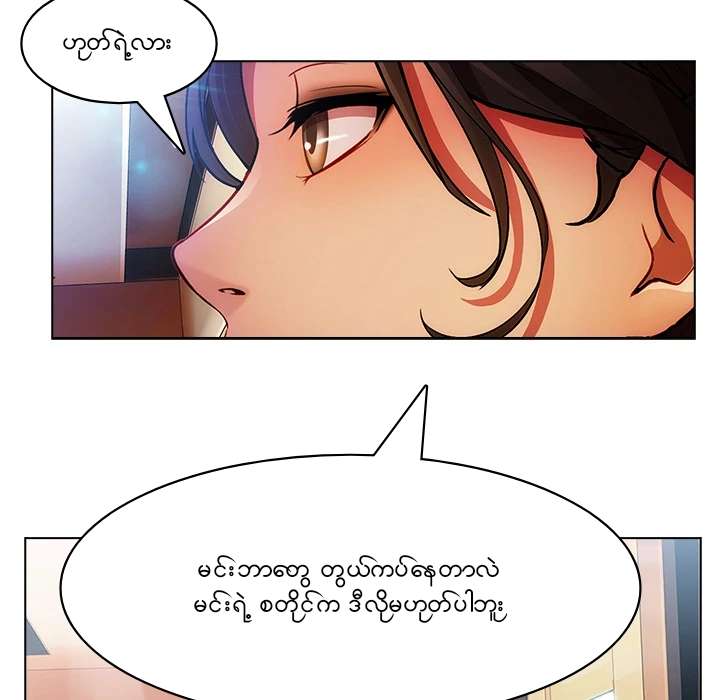 ဟုတ်ရဲ့လား
မင်းဘာတွေ တွယ်ကပ်နေတာလဲ
မင်းရဲ့ စတိုင်က ဒီလိုမဟုတ်ပါဘူး